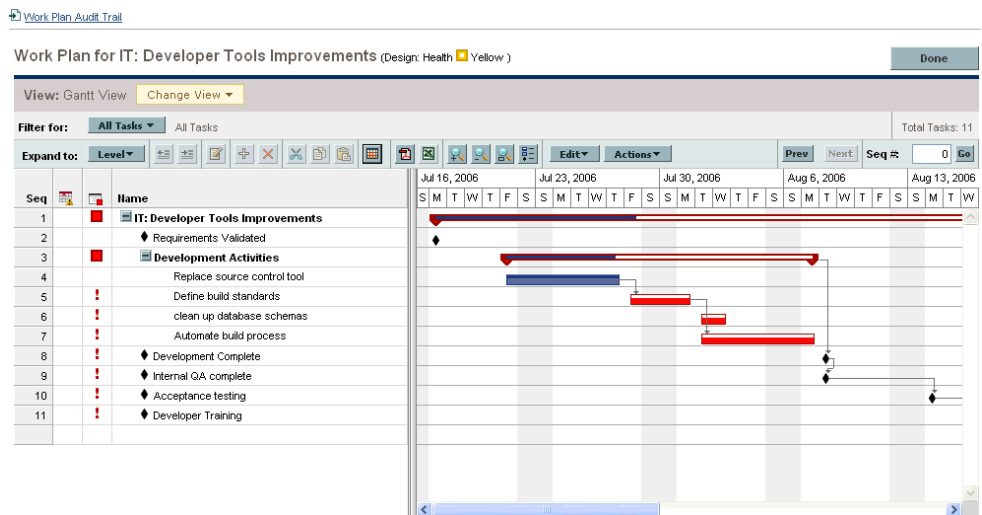 Work Plan Audit Trail
Work Plan for IT: Developer Tools Improvements (Design: Health Yellow )
Done
View: Gantt View Change View
Filter for: All Tasks All Tasks Total Tasks: 11
Expand to: Level Edit Actions Prev Next Seq #: 0 Go
Jul 16, 2006 Jul 23, 2006 Jul 30, 2006 Aug 6, 2006 Aug 13, 2006
Seq Name S M T W T F S S M T W T F S S M T W T F S S M T W T F S S M T W
1 IT: Developer Tools Improvements
2 Requirements Validated
3 Development Activities
4 Replace source control tool
5 ! Define build standards
6 ! clean up database schemas
7 ! Automate build process
8 ! Development Complete
9 ! Internal QA complete
10 ! Acceptance testing
11 ! Developer Training